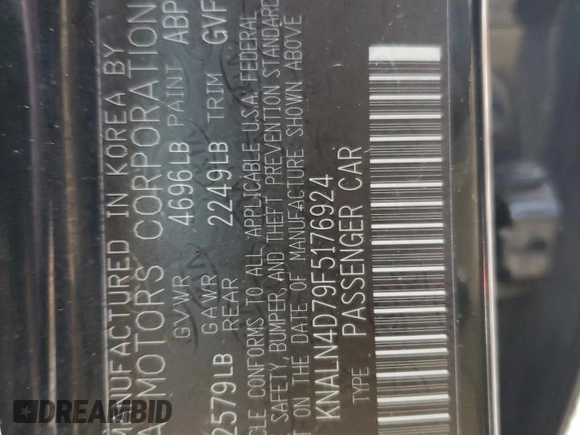 MANUFACTURED IN KOREA BY
A MOTORS CORPORATION
GVWR 4696LB PAINT ABP
2579LB GAWR REAR 2249LB TRIM
CLE CONFORMS TO ALL APPLICABLE U.S.A. FEDERAL
SAFETY, BUMPER, AND THEFT PREVENTION STANDARD
T ON THE DATE OF MANUFACTURE SHOWN ABOVE
KNALN4D79F5176924
TYPE PASSENGER CAR
DREAMBID